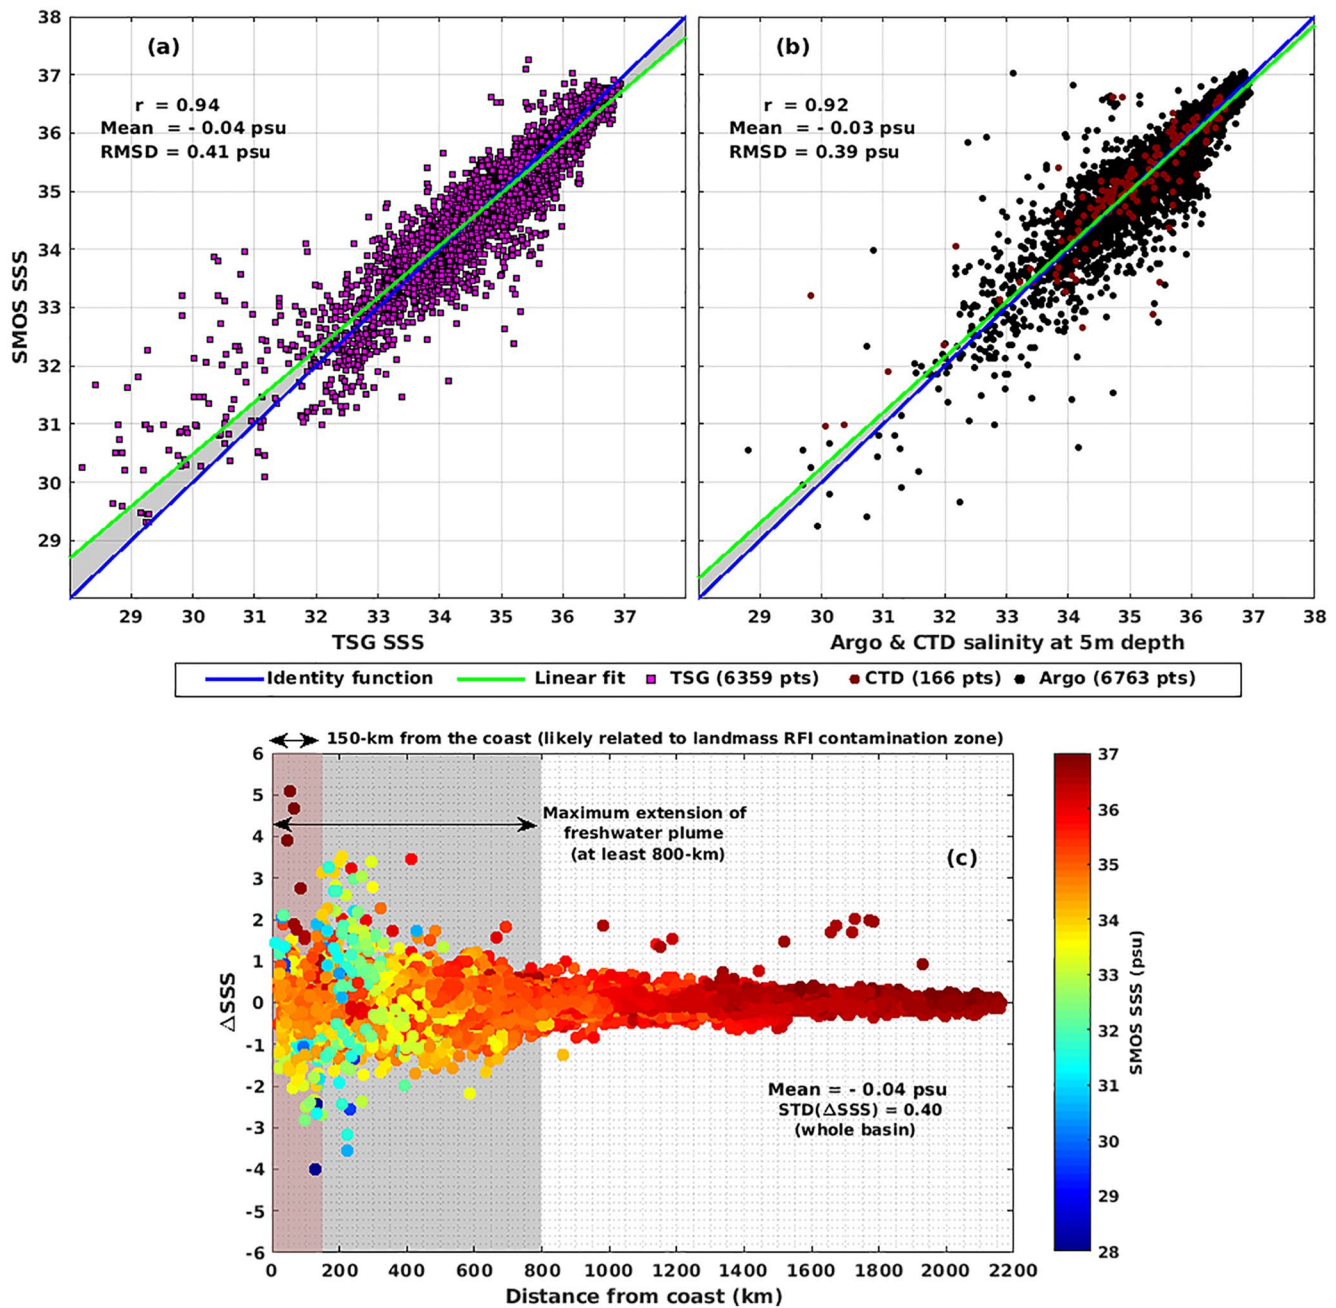 38
37
36
35
34
33
32
31
30
29
SMOS SSS
(a)
r = 0.94
Mean = - 0.04 psu
RMSD = 0.41 psu
29 30 31 32 33 34 35 36 37
TSG SSS
(b)
r = 0.92
Mean = - 0.03 psu
RMSD = 0.39 psu
29 30 31 32 33 34 35 36 37 38
Argo & CTD salinity at 5m depth
Identity function Linear fit TSG (6359 pts) CTD (166 pts) Argo (6763 pts)
150-km from the coast (likely related to landmass RFI contamination zone)
6
5
4
3
2
1
0
-1
-2
-3
-4
-5
-6
ΔSSS
Maximum extension of
freshwater plume
(at least 800-km)
(c)
Mean = - 0.04 psu
STD(ΔSSS) = 0.40
(whole basin)
0 200 400 600 800 1000 1200 1400 1600 1800 2000 2200
Distance from coast (km)
37
36
35
34
33
32
31
30
29
28
SMOS SSS (psu)